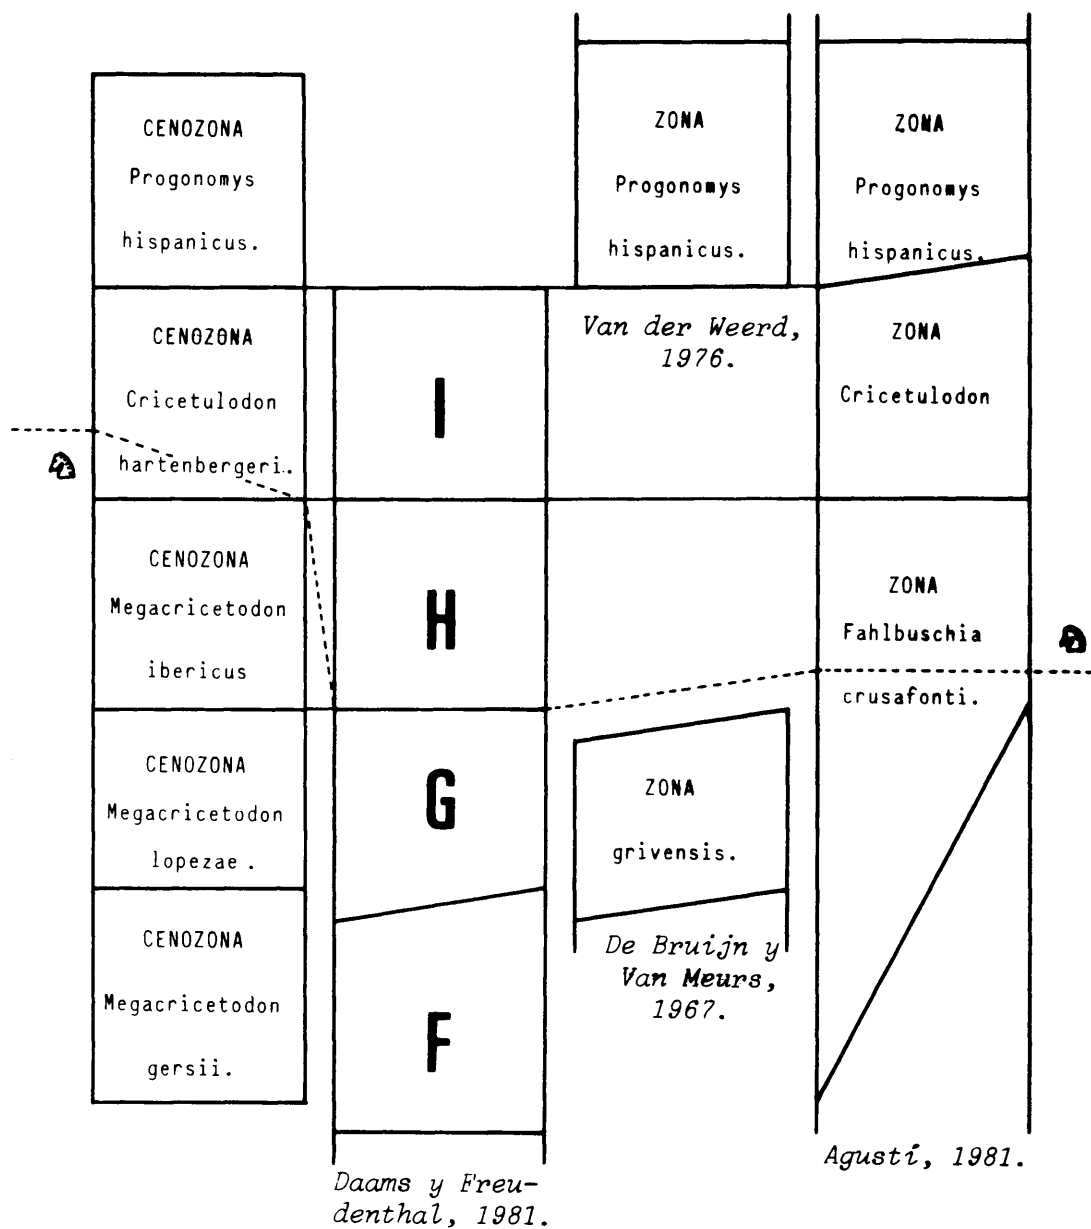 CENOZONA
Progonomys
hispanicus.
CENOZONA
Cricetulodon
hartenbergeri.
CENOZONA
Megacricetodon
ibericus
CENOZONA
Megacricetodon
lopezae.
CENOZONA
Megacricetodon
gersii.
I
H
G
F
Daams y Freu-
denthal, 1981.
ZONA
Progonomys
hispanicus.
Van der Weerd,
1976.
ZONA
grivensis.
De Bruijn y
Van Meurs,
1967.
ZONA
Progonomys
hispanicus.
ZONA
Cricetulodon
ZONA
Fahlbuschia
crusafonti.
Agustí, 1981.